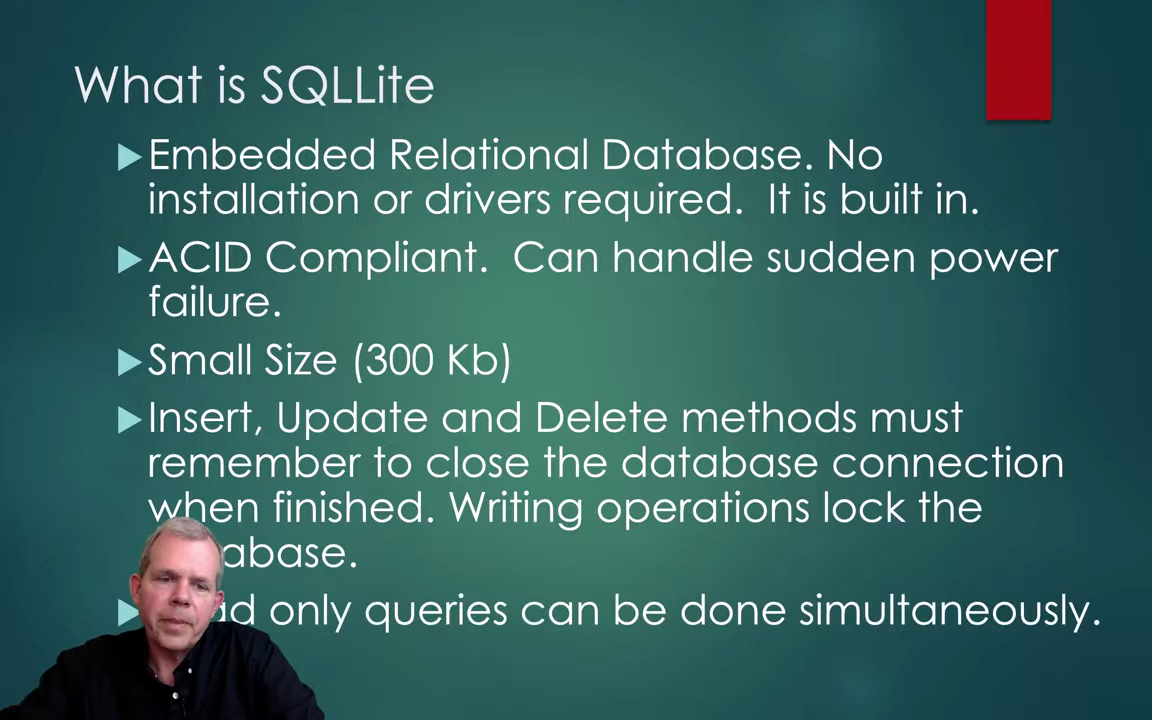 What is SQLLite
Embedded Relational Database. No
installation or drivers required.  It is built in.
ACID Compliant.  Can handle sudden power
failure.
Small Size (300 Kb)
Insert, Update and Delete methods must
remember to close the database connection
when finished. Writing operations lock the
only queries can be done simultaneously.